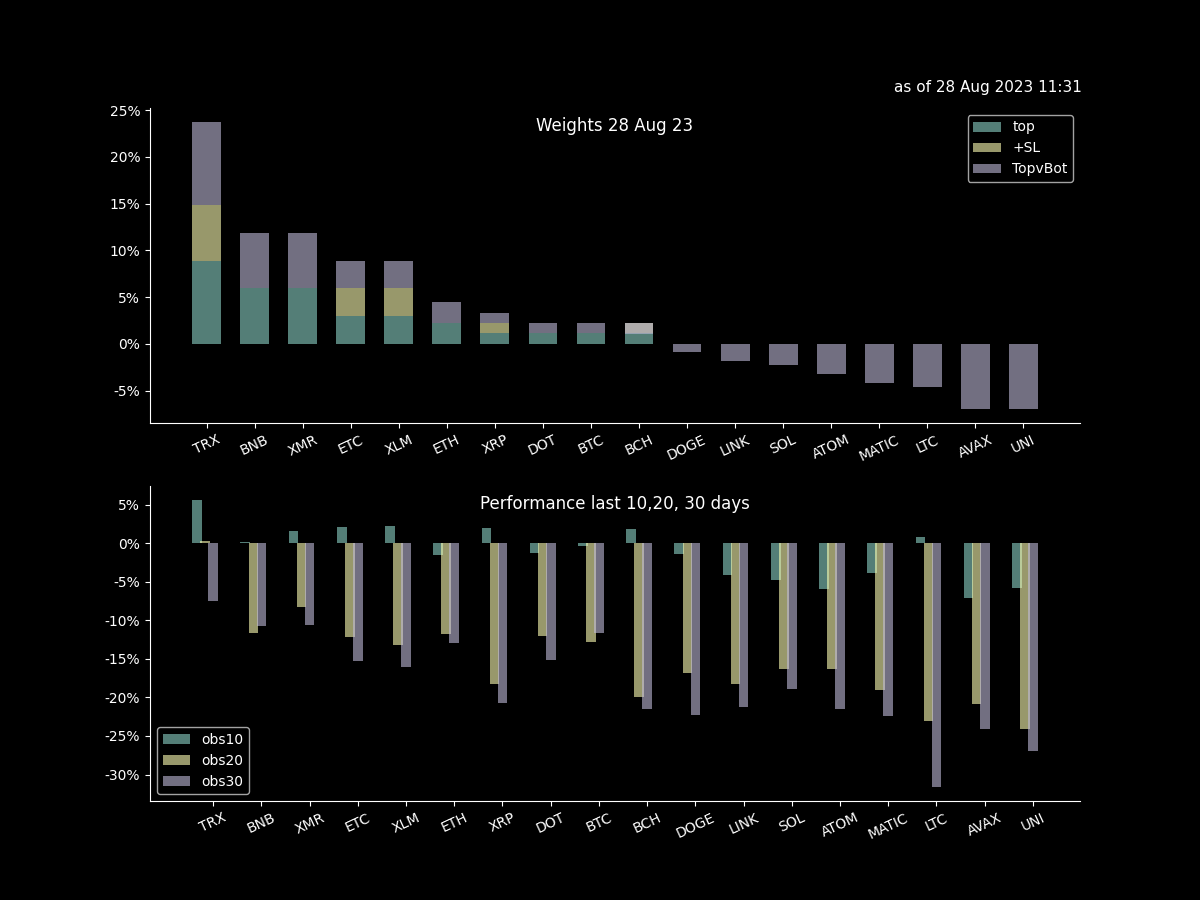 as of 28 Aug 2023 11:31
Weights 28 Aug 23
top
+SL
TopvBot
25%
20%
15%
10%
5%
0%
-5%
TRX BNB XMR ETC XLM ETH XRP DOT BTC BCH DOGE LINK SOL ATOM MATIC LTC AVAX UNI
Performance last 10,20, 30 days
5%
0%
-5%
-10%
-15%
-20%
-25%
-30%
obs10
obs20
obs30
TRX BNB XMR ETC XLM ETH XRP DOT BTC BCH DOGE LINK SOL ATOM MATIC LTC AVAX UNI